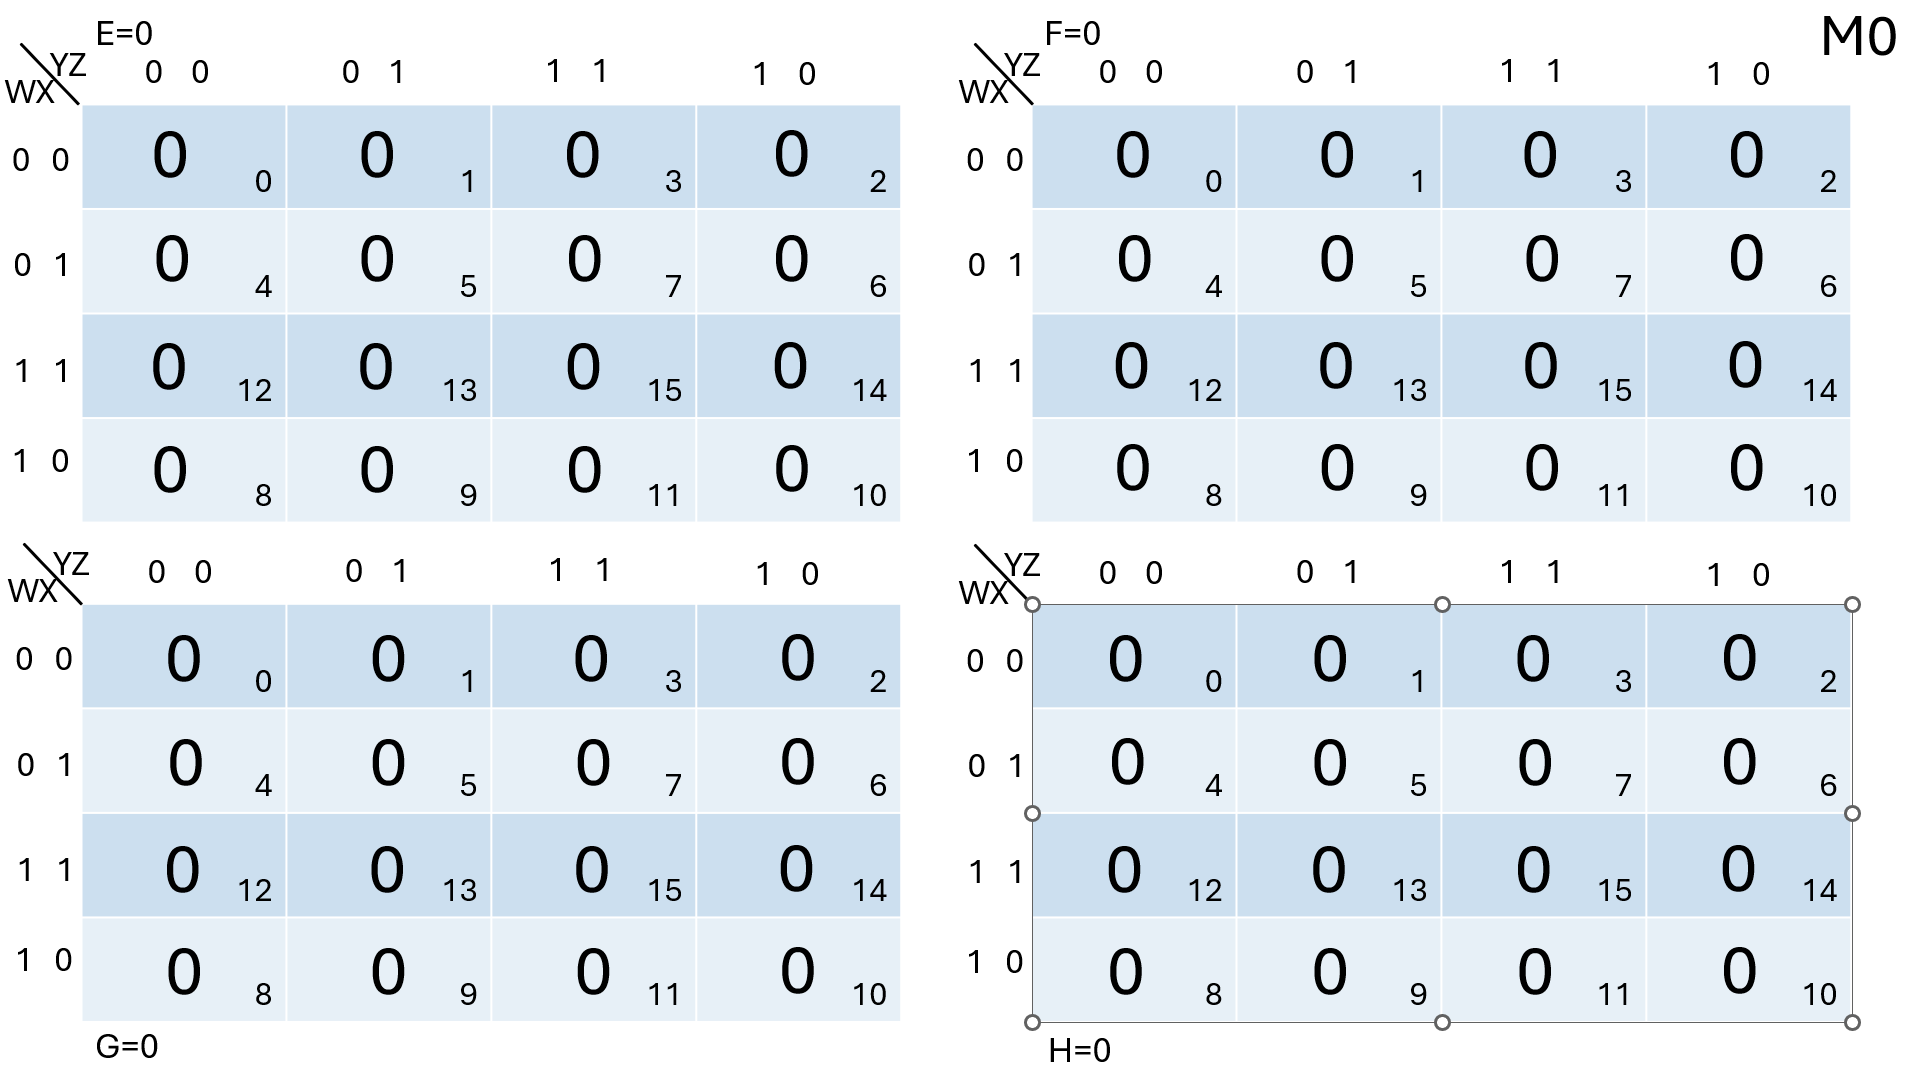 E=0
YZ
WX
0 0 0 1 1 1 1 0
0 0 0 0 0 1 0 3 0 2
0 1 0 4 0 5 0 7 0 6
1 1 0 12 0 13 0 15 0 14
1 0 0 8 0 9 0 11 0 10
F=0
M0
YZ
WX
0 0 0 1 1 1 1 0
0 0 0 0 0 1 0 3 0 2
0 1 0 4 0 5 0 7 0 6
1 1 0 12 0 13 0 15 0 14
1 0 0 8 0 9 0 11 0 10
YZ
WX
0 0 0 1 1 1 1 0
0 0 0 0 0 1 0 3 0 2
0 1 0 4 0 5 0 7 0 6
1 1 0 12 0 13 0 15 0 14
1 0 0 8 0 9 0 11 0 10
G=0
YZ
WX
0 0 0 1 1 1 1 0
0 0 0 0 0 1 0 3 0 2
0 1 0 4 0 5 0 7 0 6
1 1 0 12 0 13 0 15 0 14
1 0 0 8 0 9 0 11 0 10
H=0